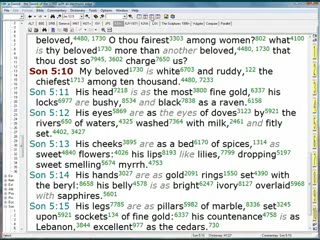 beloved,4480, 1730 O thou fairest3303 among women?802 what4100
is thy beloved1730 more than another beloved,4480, 1730
that thou dost so7945, 3602 charge7650 us?
Son 5:10 My beloved1730 is white6703 and ruddy,122 the
chiefest1713 among ten thousand.4480, 7233
Son 5:11 His head7218 is as the most3800 fine gold,6337 his
locks6977 are bushy,8534 and black7838 as a raven.6158
Son 5:12 His eyes5869 are as the eyes of doves3123 by5921 the
rivers650 of waters,4325 washed7364 with milk,2461 and fitly
set.4402, 3427
Son 5:13 His cheeks3895 are as a bed6170 of spices,1314 as
sweet4840 flowers:4026 his lips8193 like lilies,7799 dropping5197
sweet smelling5674 myrrh.4753
Son 5:14 His hands3027 are as gold2091 rings1550 set4390 with
the beryl:8658 his belly4578 is as bright6247 ivory8127 overlaid5968
with sapphires.5601
Son 5:15 His legs7785 are as pillars5982 of marble,8336 set3245
upon5921 sockets134 of fine gold:6337 his countenance4758 is as
Lebanon,3844 excellent977 as the cedars.730